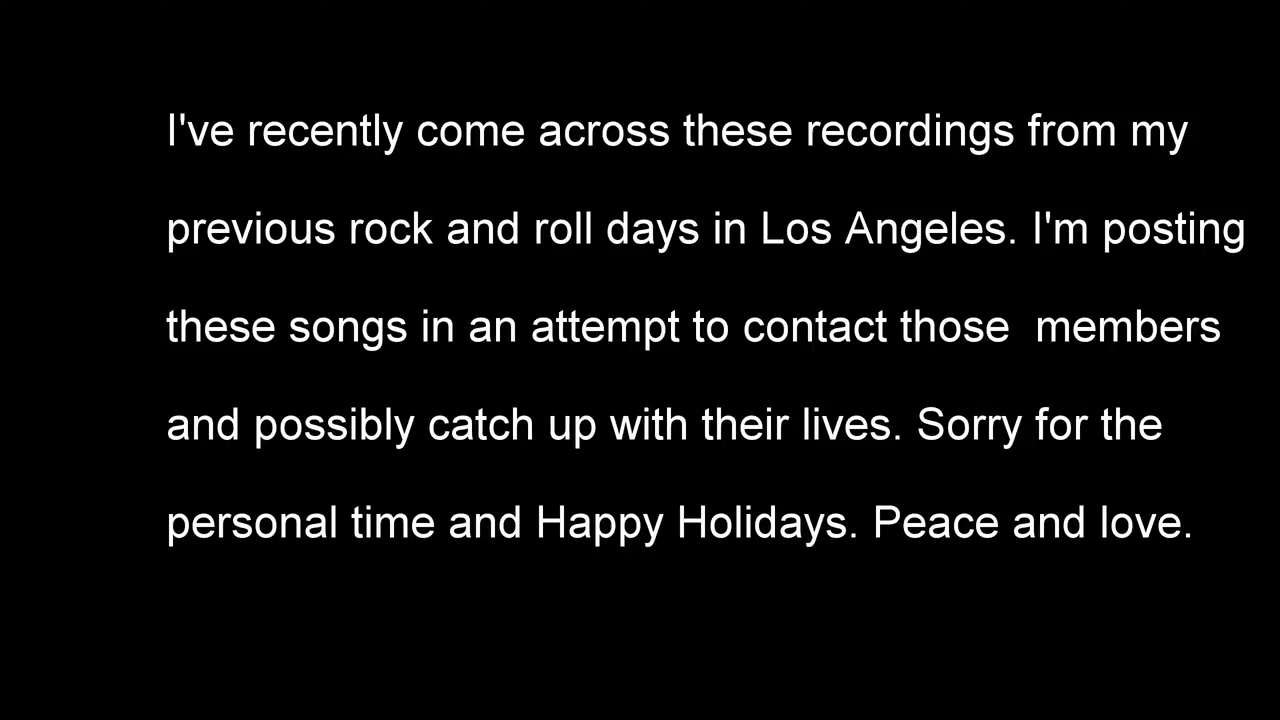 I've recently come across these recordings from my
previous rock and roll days in Los Angeles. I'm posting
these songs in an attempt to contact those  members
and possibly catch up with their lives. Sorry for the
personal time and Happy Holidays. Peace and love.